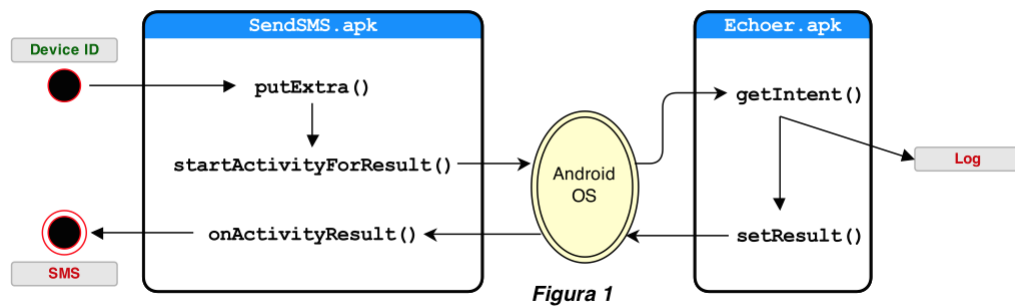 SendSMS.apk
Echoer.apk
Device ID
putExtra()
getIntent()
startActivityForResult()
Android
OS
Log
onActivityResult()
setResult()
SMS
Figura 1